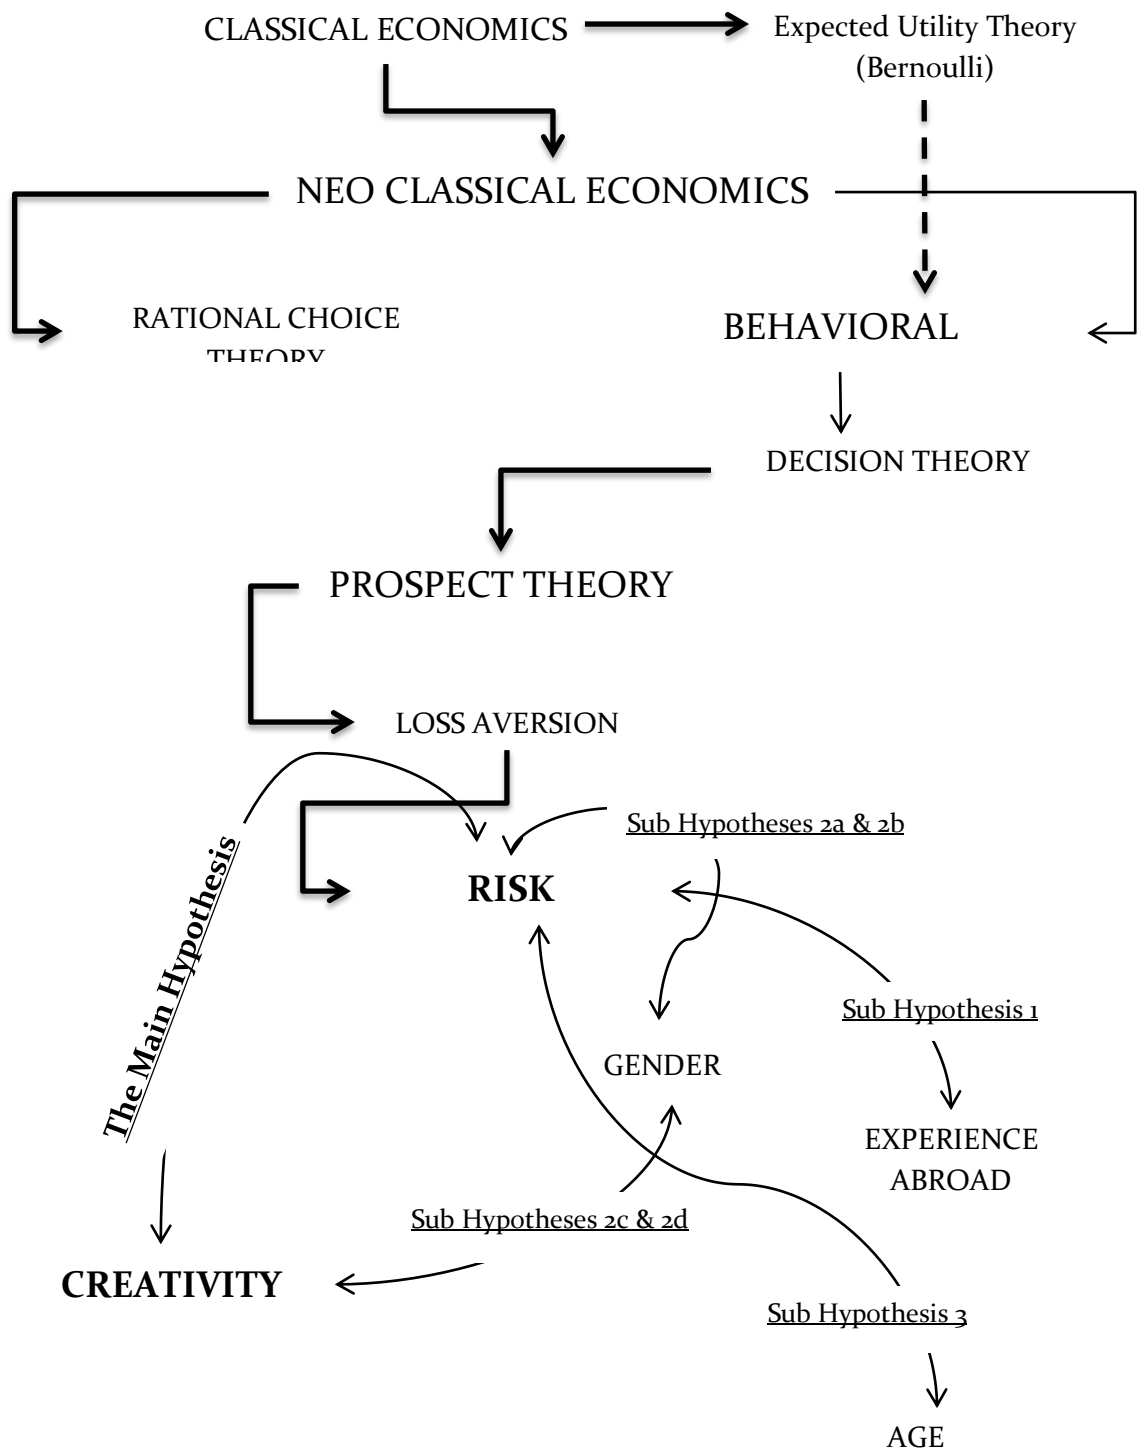 CLASSICAL ECONOMICS
Expected Utility Theory
(Bernoulli)
NEO CLASSICAL ECONOMICS
RATIONAL CHOICE
THEORY
BEHAVIORAL
DECISION THEORY
PROSPECT THEORY
LOSS AVERSION
Sub Hypotheses 2a & 2b
RISK
The Main Hypothesis
Sub Hypothesis 1
GENDER
EXPERIENCE
ABROAD
Sub Hypotheses 2c & 2d
CREATIVITY
Sub Hypothesis 3
AGE